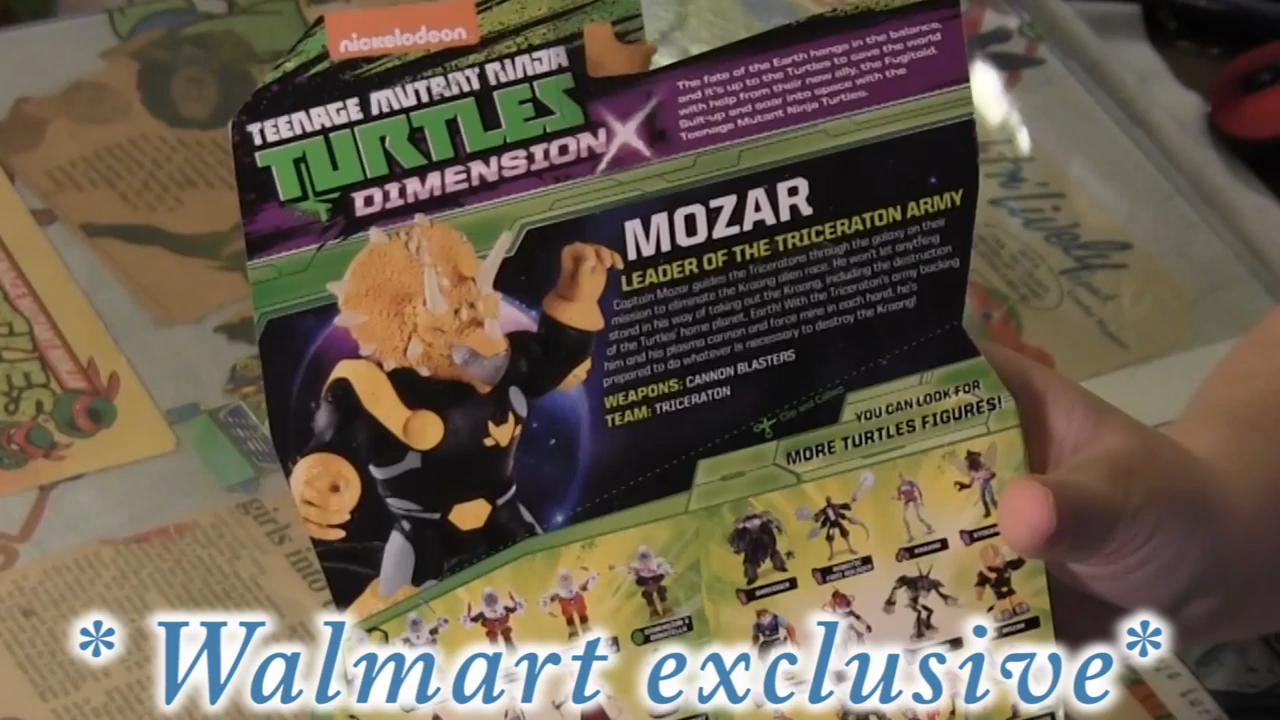 nickelodeon
TEENAGE MUTANT NINJA
TURTLES
DIMENSION X
The fate of the Earth hangs in the balance,
and it's up to the Turtles to save the world
with help from their new ally, the Fugitoid.
Suit-up and soar into space with the
Teenage Mutant Ninja Turtles.
MOZAR
LEADER OF THE TRICERATON ARMY
Captain Mozar guides the Triceratons through the galaxy on their
mission to eliminate the Kraang alien race. He won't let anything
stand in his way of taking out the Kraang, including the destruction
of the Turtles' home planet, Earth! With the Triceraton's army backing
him and his plasma cannon and force mine in each hand, he's
prepared to do whatever is necessary to destroy the Kraang!
WEAPONS: CANNON BLASTERS
TEAM: TRICERATON
Clip and Collect
YOU CAN LOOK FOR
MORE TURTLES FIGURES!
girls into
* Walmart exclusive*